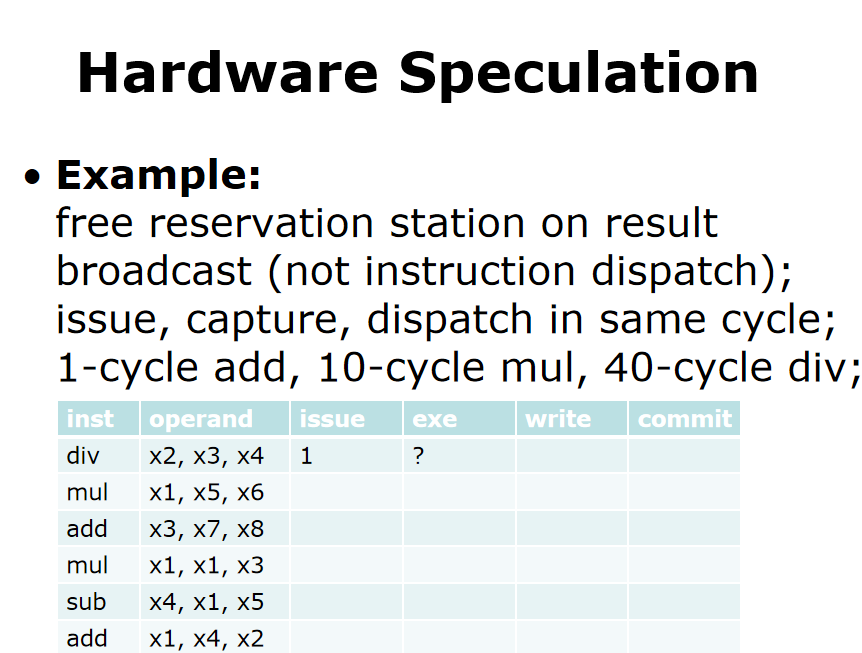 Hardware Speculation
• Example:
free reservation station on result
broadcast (not instruction dispatch);
issue, capture, dispatch in same cycle;
1-cycle add, 10-cycle mul, 40-cycle div;
inst operand issue exe write commit
div x2, x3, x4 1 ?
mul x1, x5, x6
add x3, x7, x8
mul x1, x1, x3
sub x4, x1, x5
add x1, x4, x2